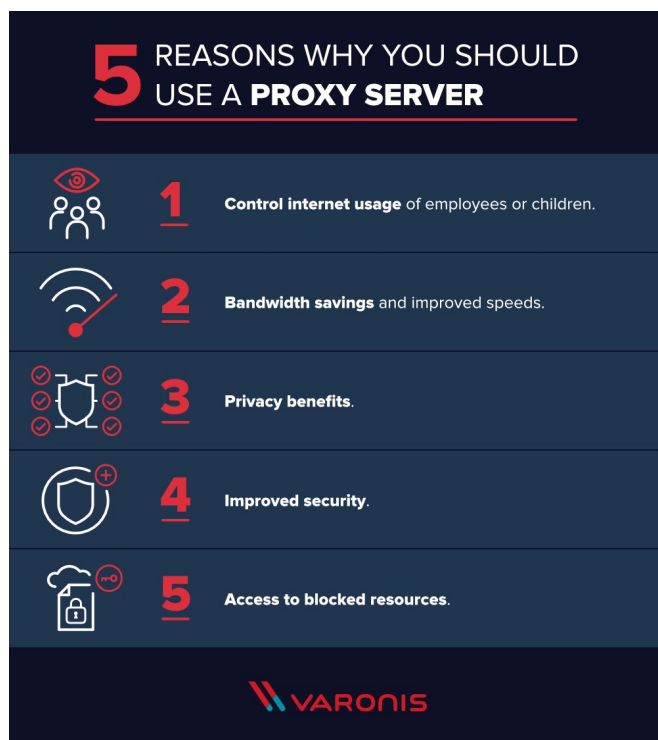 5 REASONS WHY YOU SHOULD
USE A PROXY SERVER
1 Control internet usage of employees or children.
2 Bandwidth savings and improved speeds.
3 Privacy benefits.
4 Improved security.
5 Access to blocked resources.
VARONIS